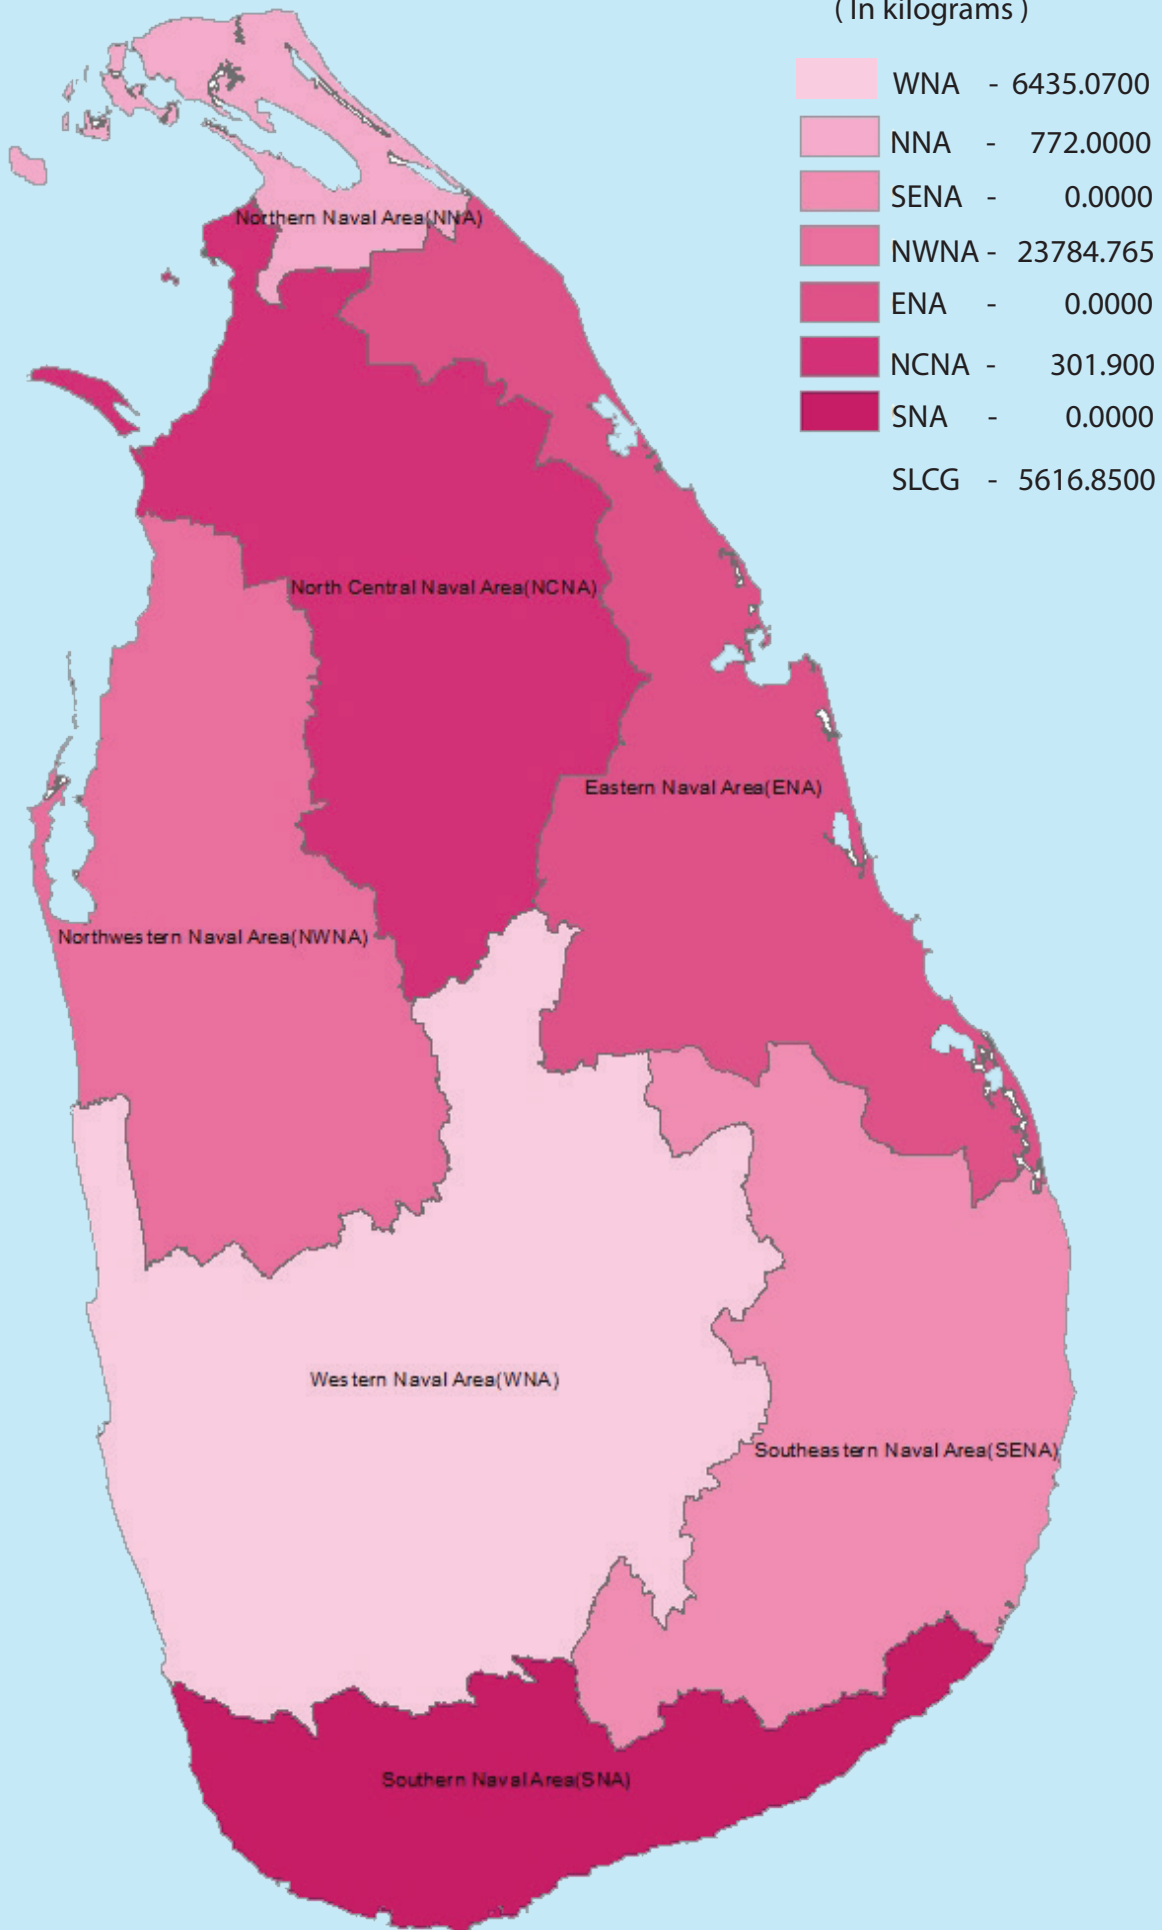 ( In kilograms )
WNA - 6435.0700
NNA - 772.0000
SENA - 0.0000
NWNA - 23784.765
ENA - 0.0000
NCNA - 301.900
SNA - 0.0000
SLCG - 5616.8500
Northern Naval Area(NNA)
North Central Naval Area(NCNA)
Eastern Naval Area(ENA)
Northwestern Naval Area(NWNA)
Western Naval Area(WNA)
Southeastern Naval Area(SENA)
Southern Naval Area(SNA)